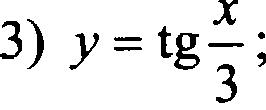 3) y = tg x/3;